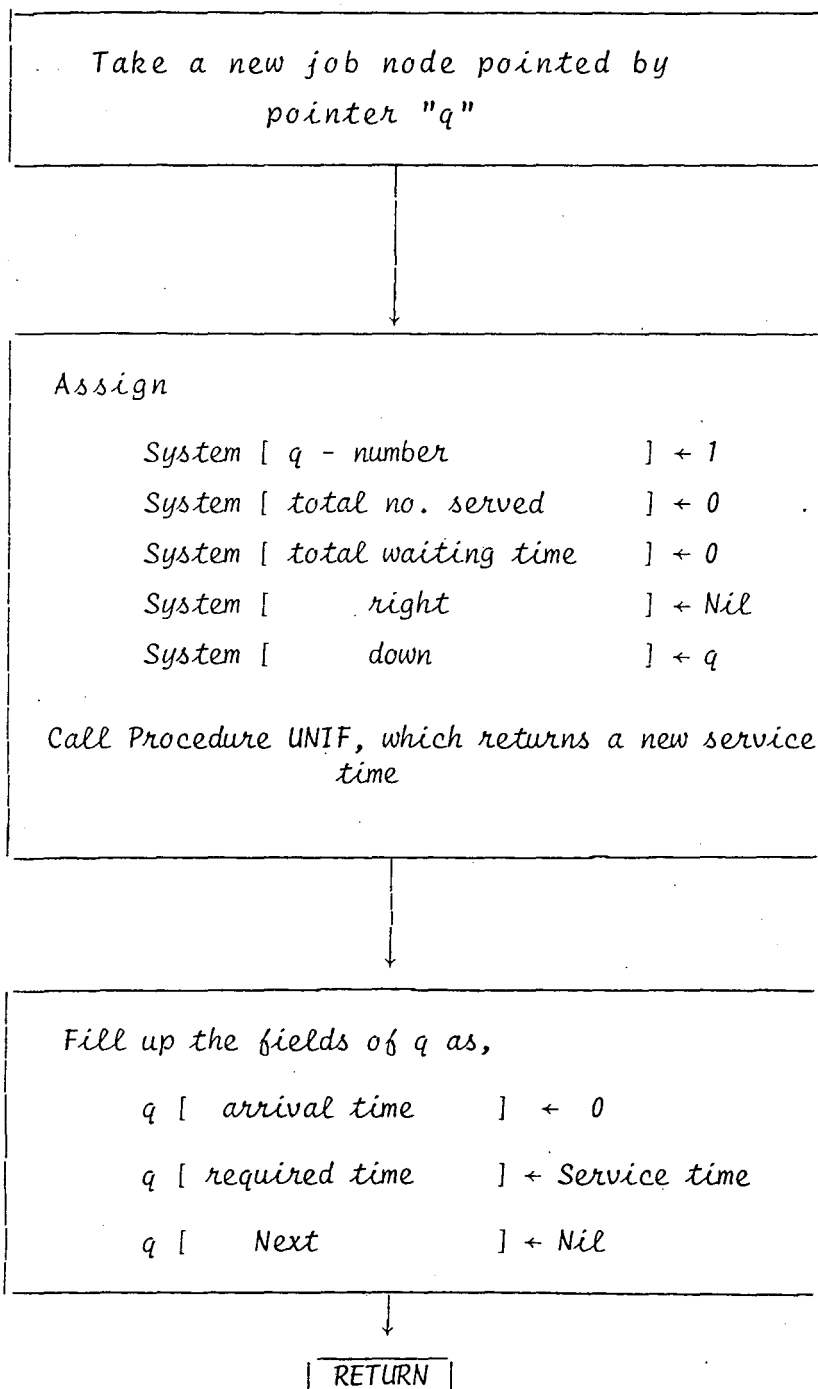 Take a new job node pointed by
pointer "q"
Assign
System [ q - number ] ← 1
System [ total no. served ] ← 0
System [ total waiting time ] ← 0
System [ right ] ← Nil
System [ down ] ← q
Call Procedure UNIF, which returns a new service
time
Fill up the fields of q as,
q [ arrival time ] ← 0
q [ required time ] ← Service time
q [ Next ] ← Nil
RETURN